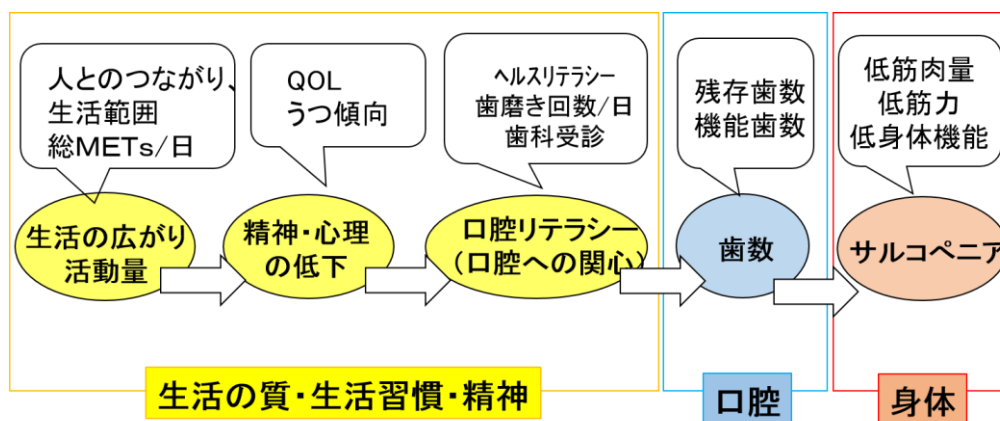 人とのつながり、
生活範囲
総METs/日
QOL
うつ傾向
ヘルスリテラシー
歯磨き回数/日
歯科受診
残存歯数
機能歯数
低筋肉量
低筋力
低身体機能
生活の広がり
活動量
精神・心理
の低下
口腔リテラシー
(口腔への関心)
歯数
サルコペニア
生活の質・生活習慣・精神
口腔
身体